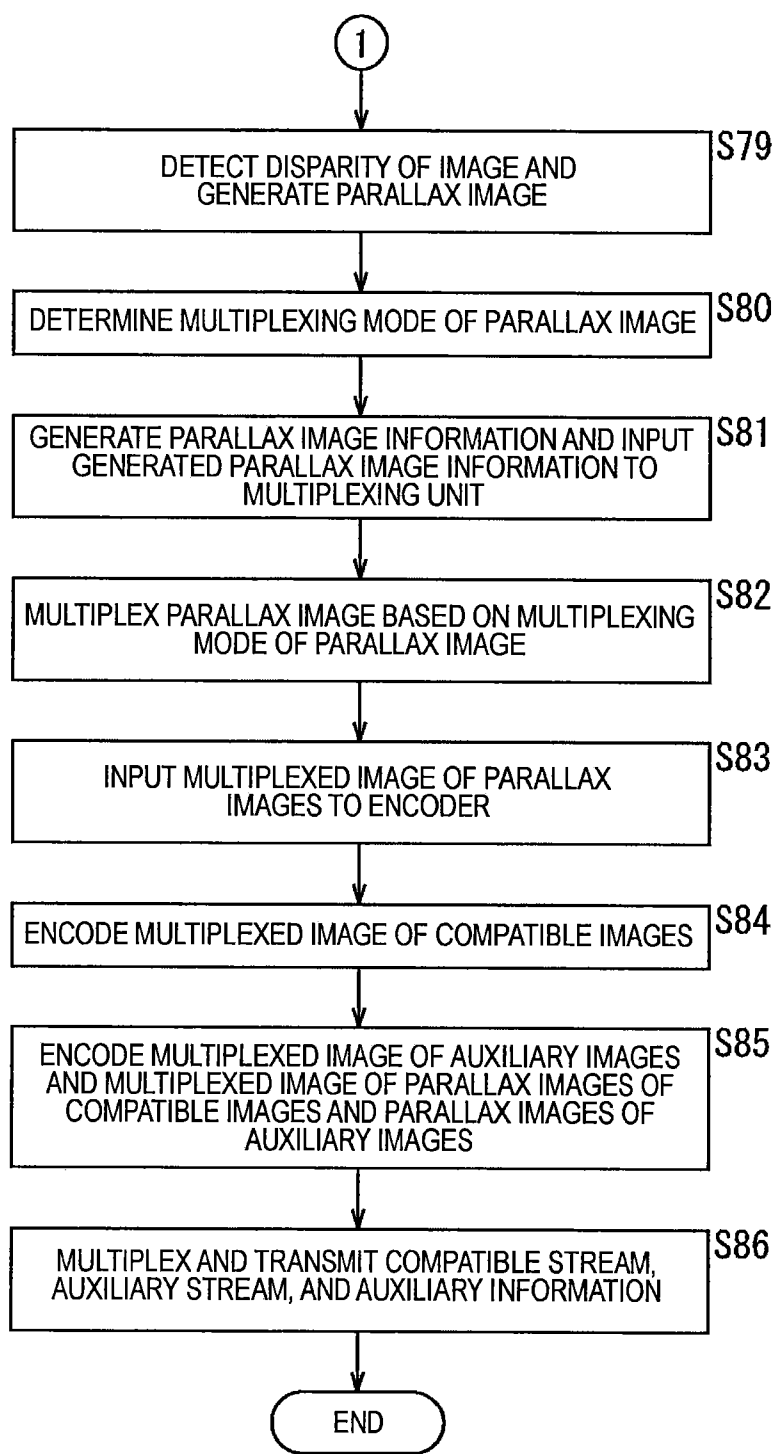 1
S79
DETECT DISPARITY OF IMAGE AND
GENERATE PARALLAX IMAGE
S80
DETERMINE MULTIPLEXING MODE OF PARALLAX IMAGE
S81
GENERATE PARALLAX IMAGE INFORMATION AND INPUT
GENERATED PARALLAX IMAGE INFORMATION TO
MULTIPLEXING UNIT
S82
MULTIPLEX PARALLAX IMAGE BASED ON MULTIPLEXING
MODE OF PARALLAX IMAGE
S83
INPUT MULTIPLEXED IMAGE OF PARALLAX
IMAGES TO ENCODER
S84
ENCODE MULTIPLEXED IMAGE OF COMPATIBLE IMAGES
S85
ENCODE MULTIPLEXED IMAGE OF AUXILIARY IMAGES
AND MULTIPLEXED IMAGE OF PARALLAX IMAGES OF
COMPATIBLE IMAGES AND PARALLAX IMAGES OF
AUXILIARY IMAGES
S86
MULTIPLEX AND TRANSMIT COMPATIBLE STREAM,
AUXILIARY STREAM, AND AUXILIARY INFORMATION
END